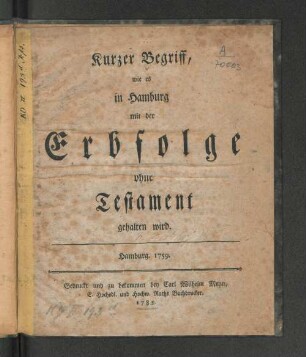 Kurzer Begriff,
wie es
in Hamburg
mit der
Erbfolge
ohne
Testament
gehalten wird.
Hamburg, 1759.
Gedruckt und zu bekommen bey Carl Wilhelm Meyn,
E. Hochedl. und Hochw. Raths Buchdrucker.